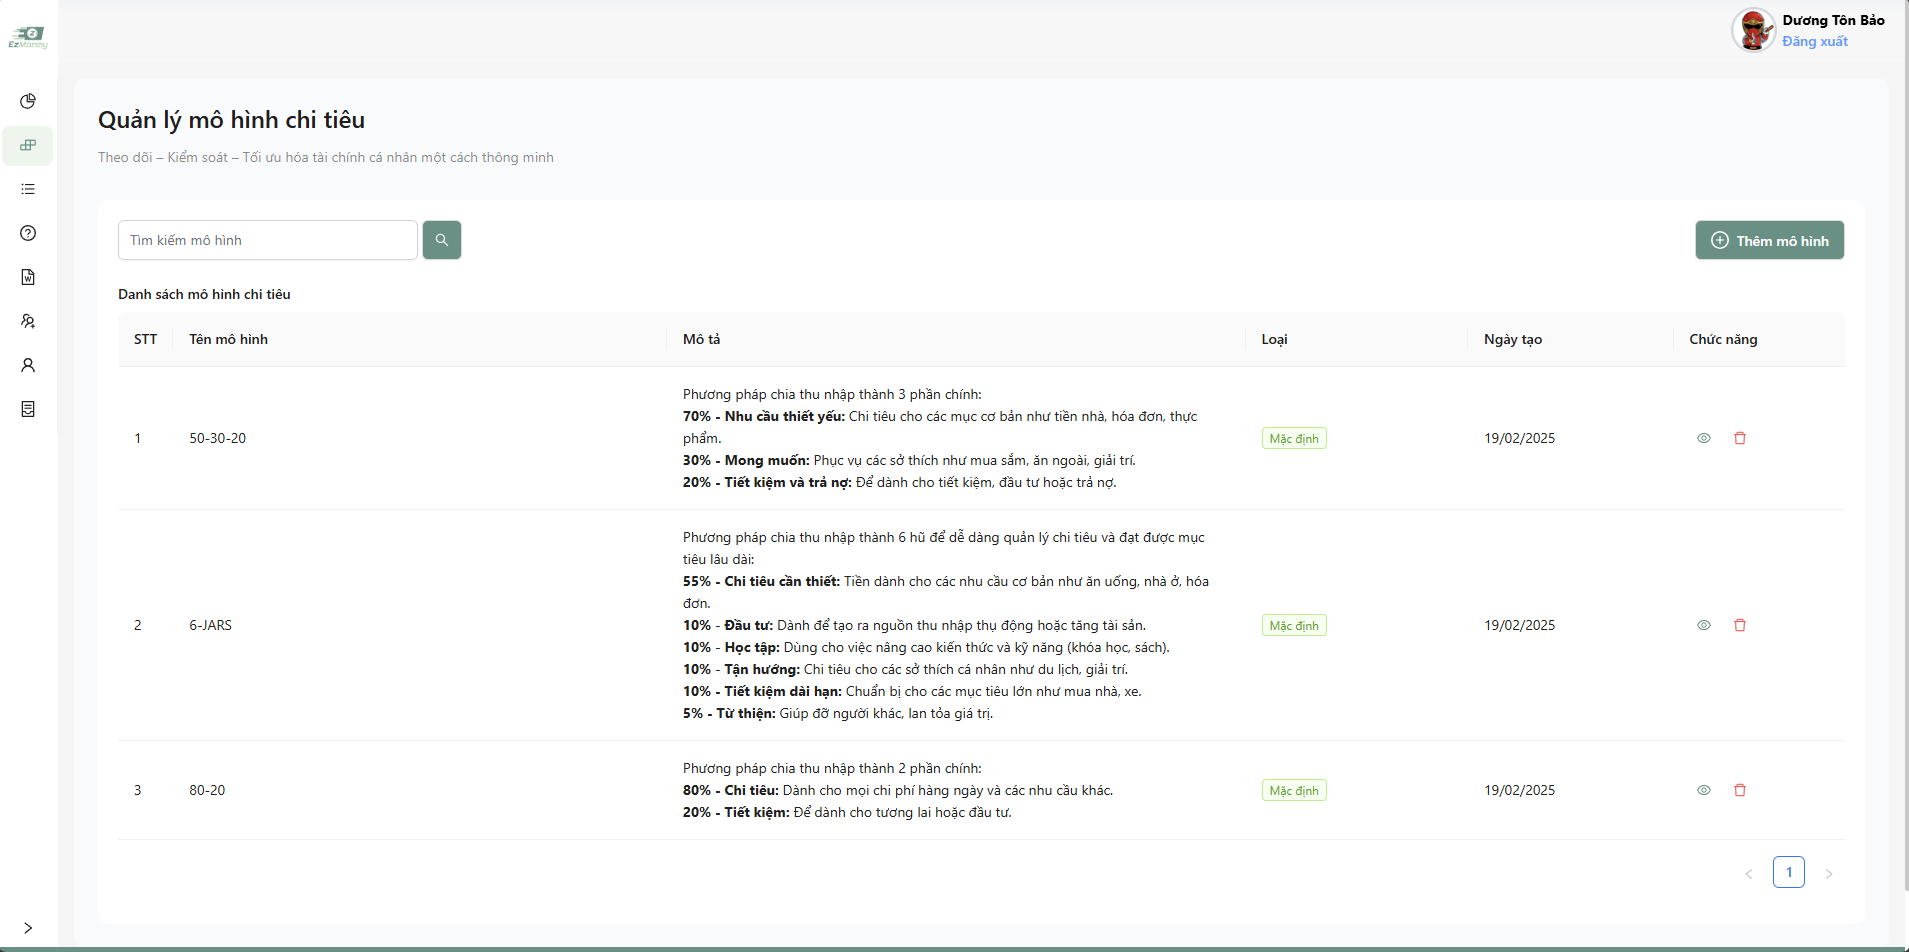 EzMoney
Dương Tôn Bảo
Đăng xuất
Quản lý mô hình chi tiêu
Theo dõi – Kiểm soát – Tối ưu hóa tài chính cá nhân một cách thông minh
Tìm kiếm mô hình
Thêm mô hình
Danh sách mô hình chi tiêu
STT Tên mô hình Mô tả Loại Ngày tạo Chức năng
Phương pháp chia thu nhập thành 3 phần chính:
70% - Nhu cầu thiết yếu: Chi tiêu cho các mục cơ bản như tiền nhà, hóa đơn, thực
phẩm.
1 50-30-20 Mặc định 19/02/2025
30% - Mong muốn: Phục vụ các sở thích như mua sắm, ăn ngoài, giải trí.
20% - Tiết kiệm và trả nợ: Để dành cho tiết kiệm, đầu tư hoặc trả nợ.
Phương pháp chia thu nhập thành 6 hũ để dễ dàng quản lý chi tiêu và đạt được mục
tiêu lâu dài:
55% - Chi tiêu cần thiết: Tiền dành cho các nhu cầu cơ bản như ăn uống, nhà ở, hóa
đơn.
2 6-JARS 10% - Đầu tư: Dành để tạo ra nguồn thu nhập thụ động hoặc tăng tài sản. Mặc định 19/02/2025
10% - Học tập: Dùng cho việc nâng cao kiến thức và kỹ năng (khóa học, sách).
10% - Tận hưởng: Chi tiêu cho các sở thích cá nhân như du lịch, giải trí.
10% - Tiết kiệm dài hạn: Chuẩn bị cho các mục tiêu lớn như mua nhà, xe.
5% - Từ thiện: Giúp đỡ người khác, lan tỏa giá trị.
Phương pháp chia thu nhập thành 2 phần chính:
3 80-20 80% - Chi tiêu: Dành cho mọi chi phí hàng ngày và các nhu cầu khác. Mặc định 19/02/2025
20% - Tiết kiệm: Để dành cho tương lai hoặc đầu tư.
1